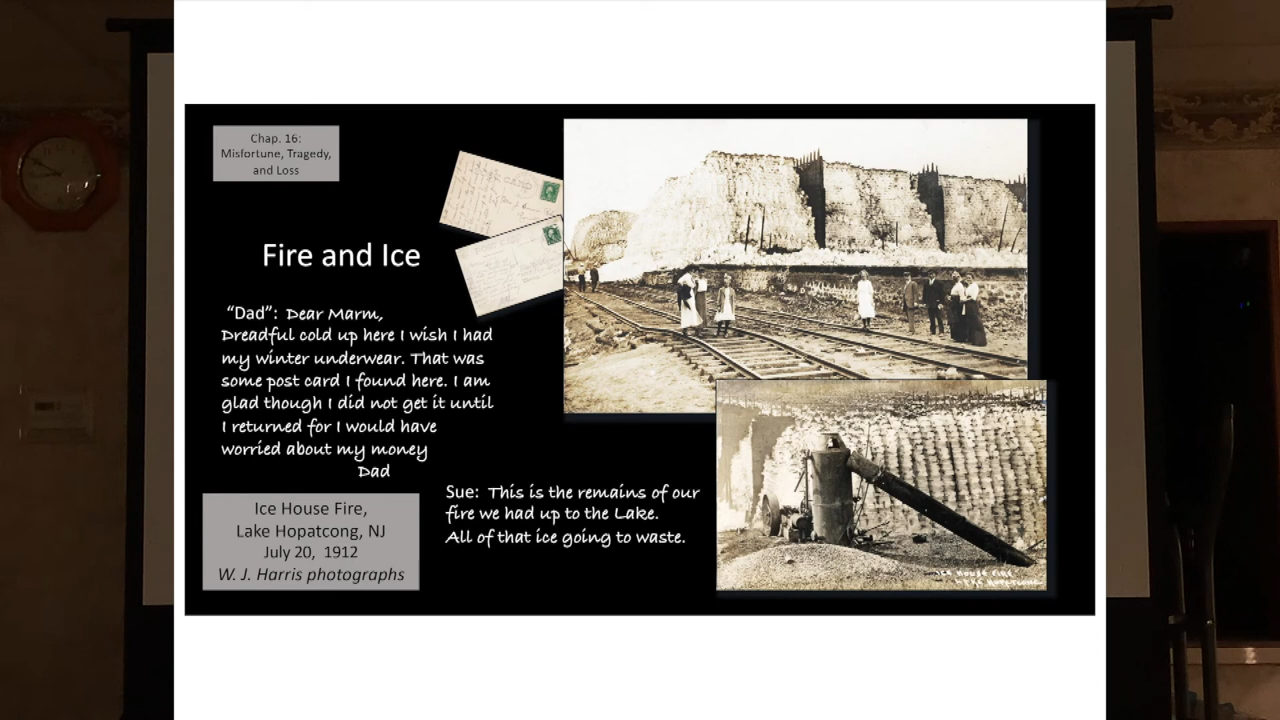 Chap. 16:
Misfortune, Tragedy,
and Loss
Fire and Ice
“Dad”: Dear Marm,
Dreadful cold up here I wish I had
my winter underwear. That was
some post card I found here. I am
glad though I did not get it until
I returned for I would have
worried about my money
Dad
Ice House Fire,
Lake Hopatcong, NJ
July 20, 1912
W. J. Harris photographs
Sue: This is the remains of our
fire we had up to the Lake.
All of that ice going to waste.
ICE HOUSE FIRE
LAKE HOPATCONG